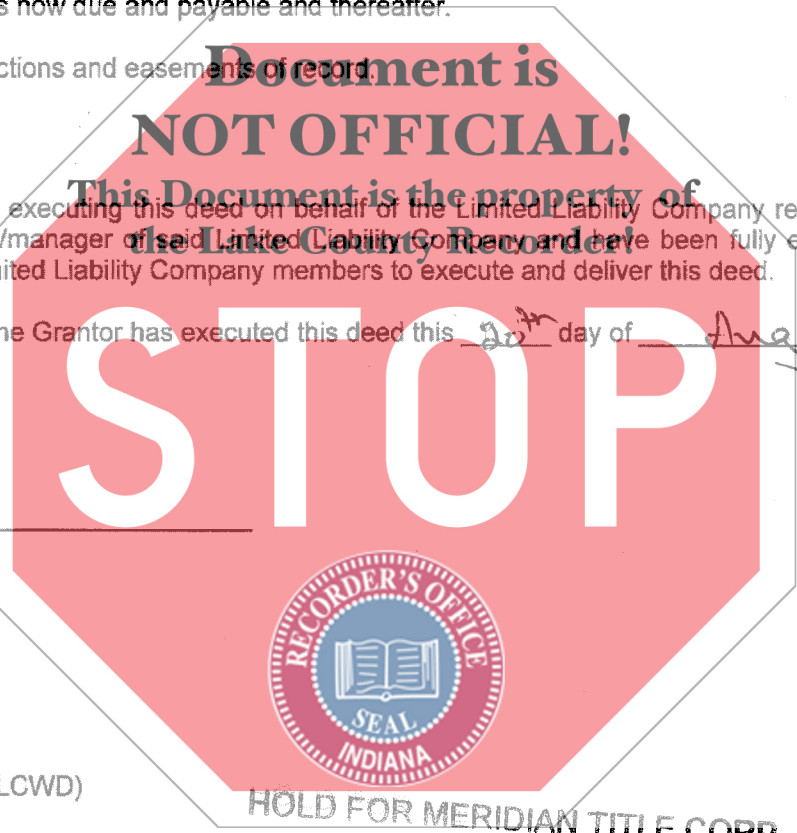 s now due and payable and thereafter.
Document is
ctions and easements of record.
NOT OFFICIAL!
This Document is the property of
executing this deed on behalf of the Limited Liability Company re
the Lake County Recorder!
/manager of said Limited Liability Company and have been fully e
ited Liability Company members to execute and deliver this deed.
he Grantor has executed this deed this 20th day of Aug
STOP
RECORDER'S OFFICE
SEAL
INDIANA
LCWD)
HOLD FOR MERIDIAN TITLE CORP